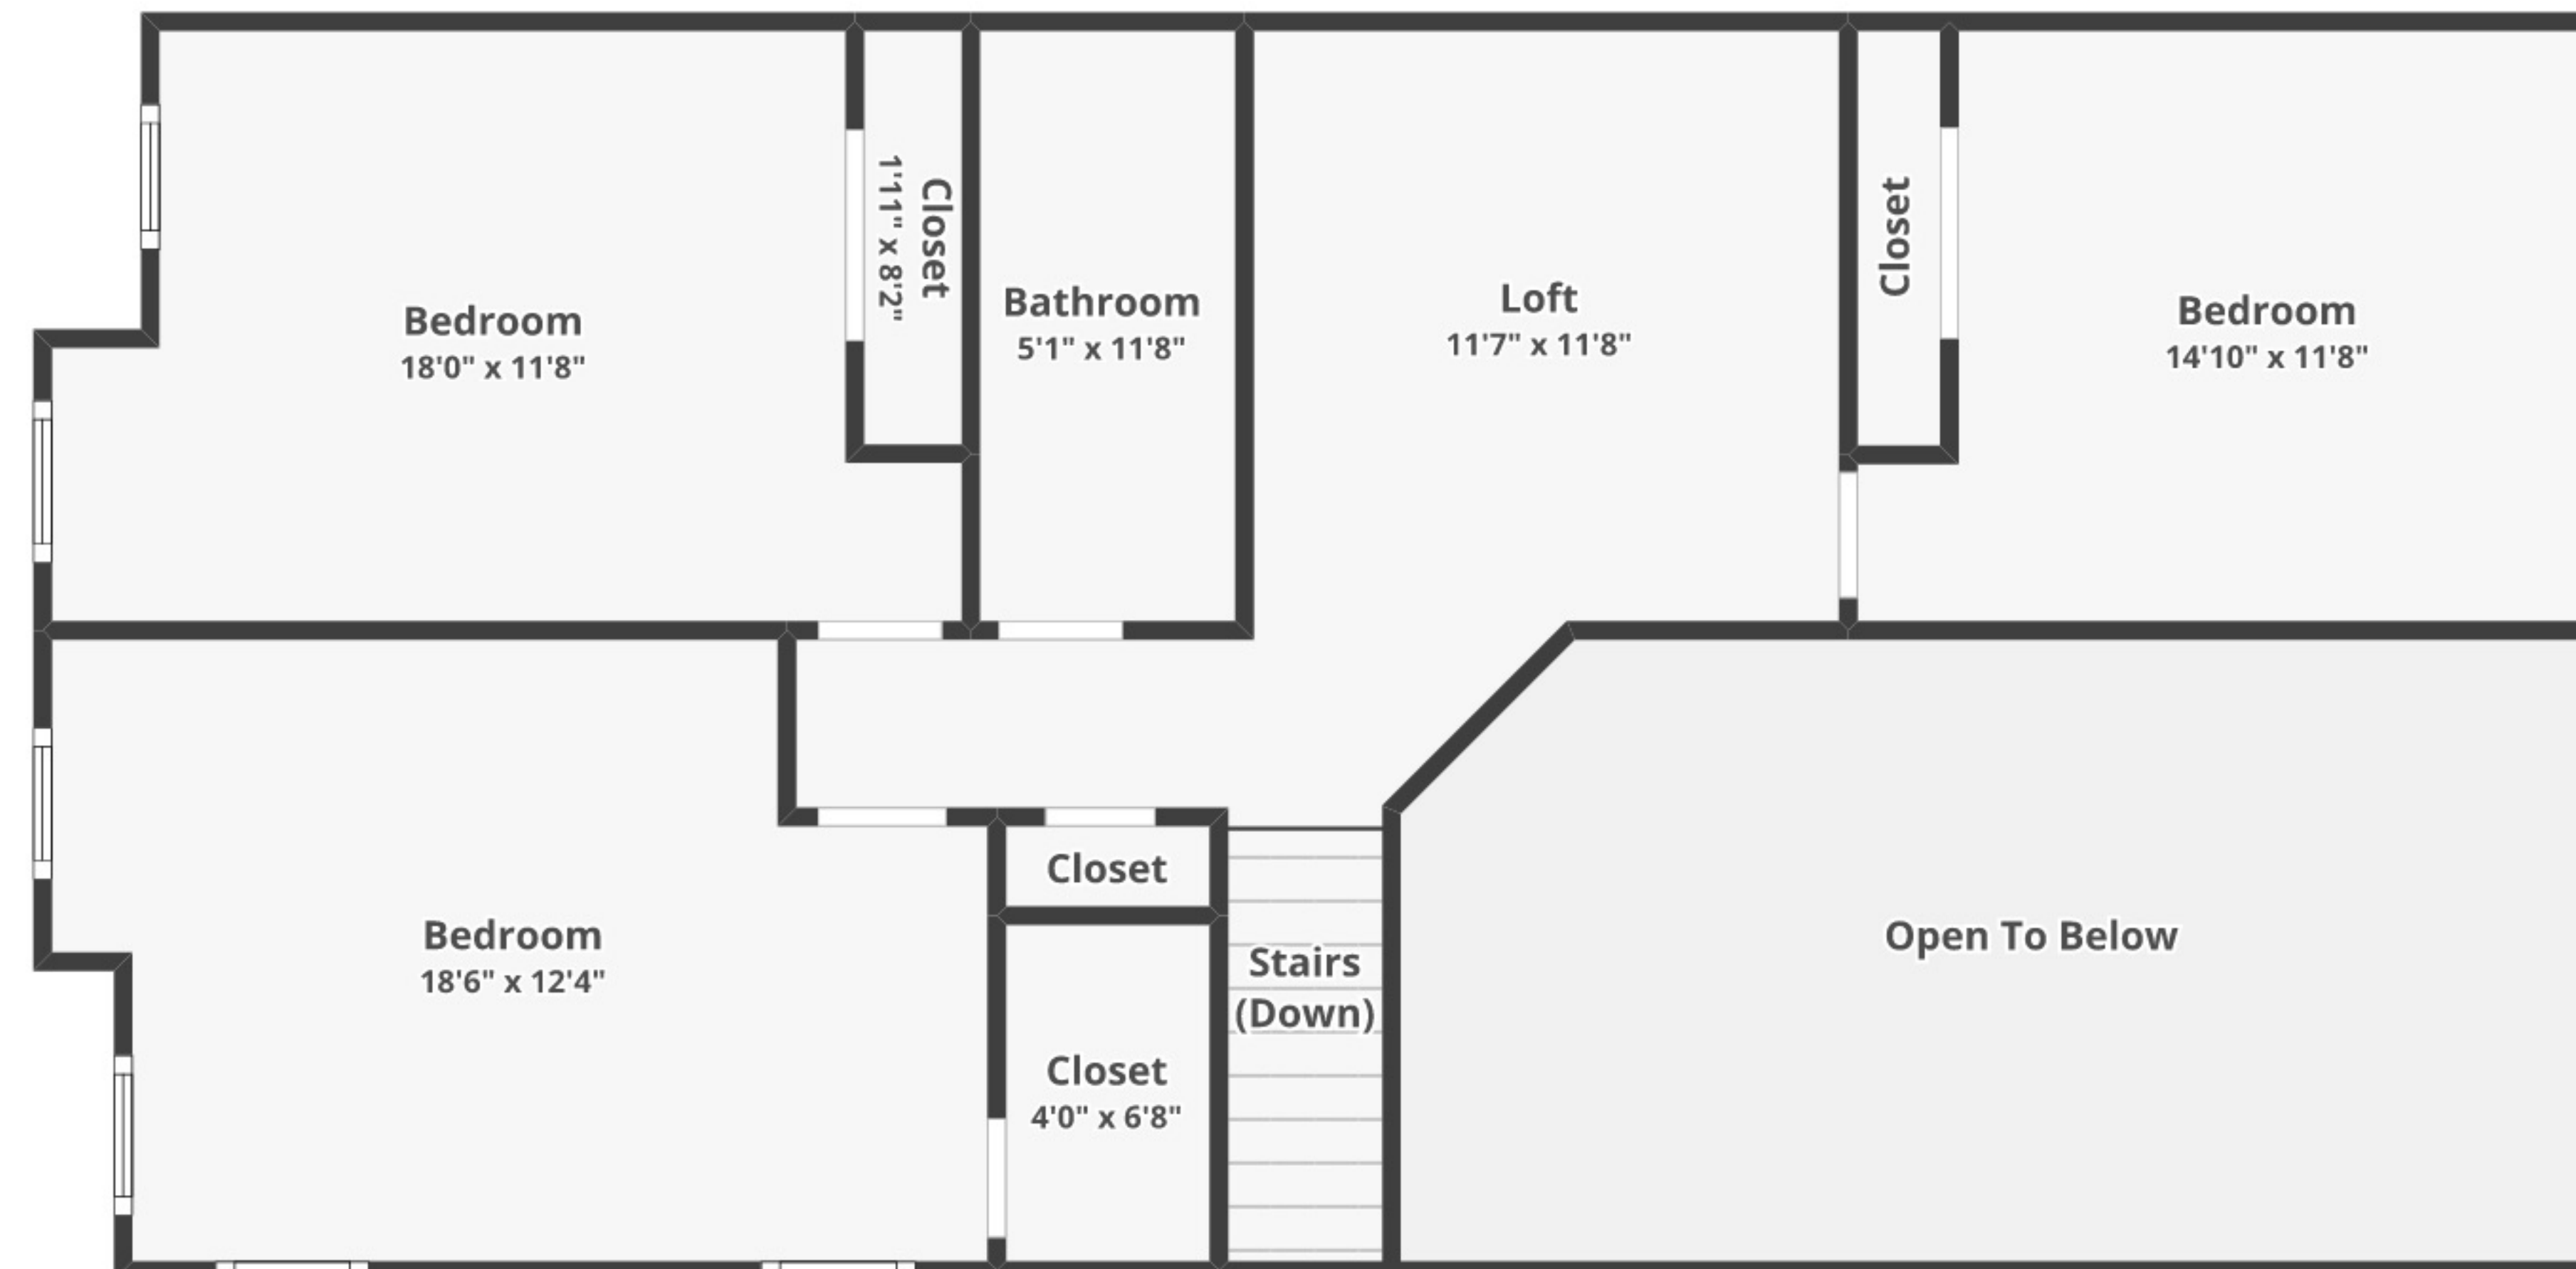 Bedroom
18'0" x 11'8"
Closet
1'11" x 8'2"
Bathroom
5'1" x 11'8"
Loft
11'7" x 11'8"
Closet
Bedroom
14'10" x 11'8"
Bedroom
18'6" x 12'4"
Closet
Closet
4'0" x 6'8"
Stairs
(Down)
Open To Below